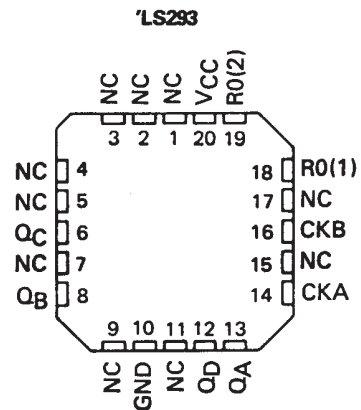 'LS293
NC NC NC VCC R0(2)
3 2 1 20 19
NC 4
NC 5
QC 6
NC 7
QB 8
18 R0(1)
17 NC
16 CKB
15 NC
14 CKA
9 10 11 12 13
NC GND NC QD QA